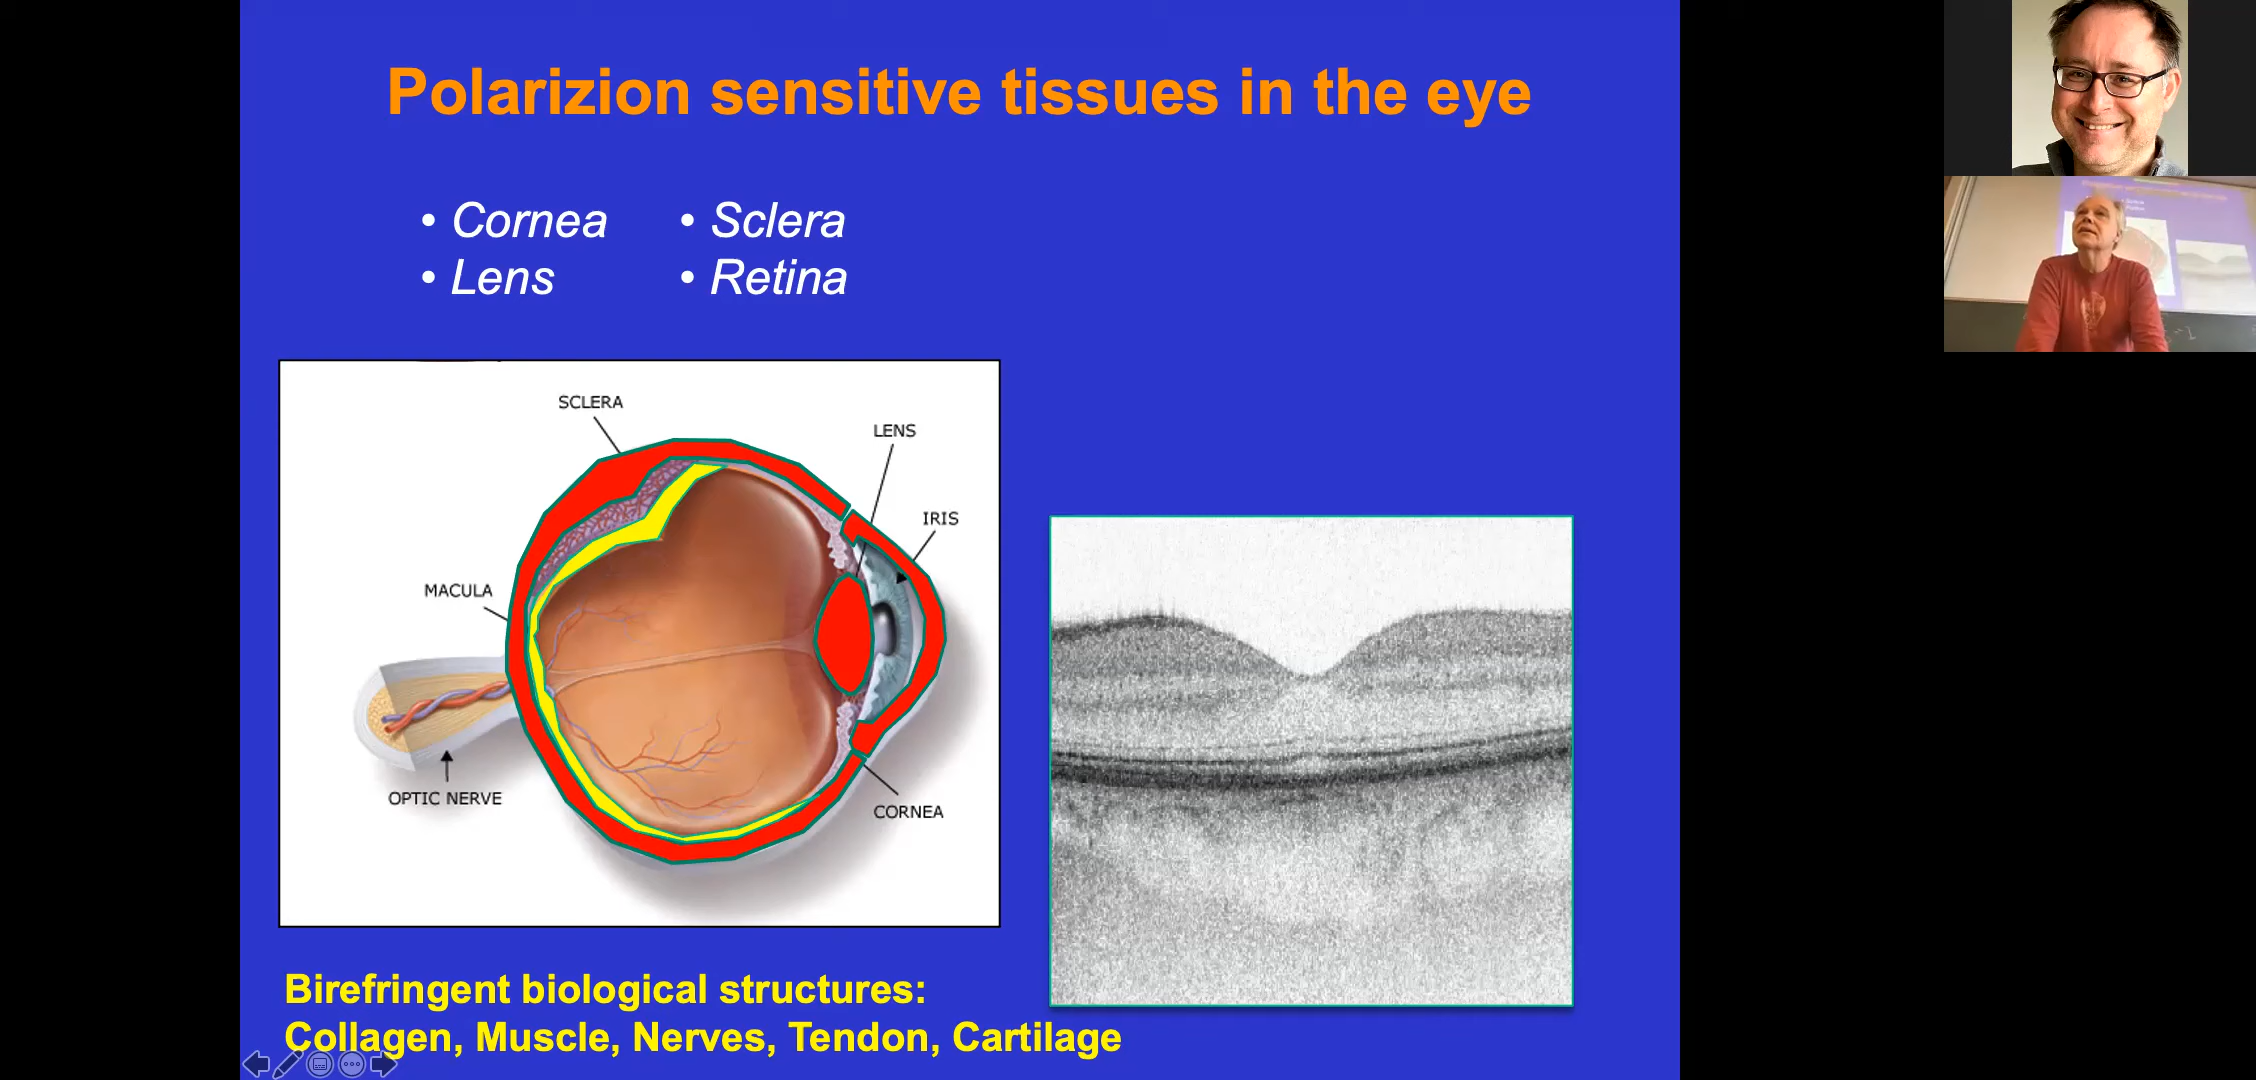 Polarizion sensitive tissues in the eye
• Cornea
• Lens
• Sclera
• Retina
SCLERA
LENS
IRIS
MACULA
OPTIC NERVE
CORNEA
Birefringent biological structures:
Collagen, Muscle, Nerves, Tendon, Cartilage